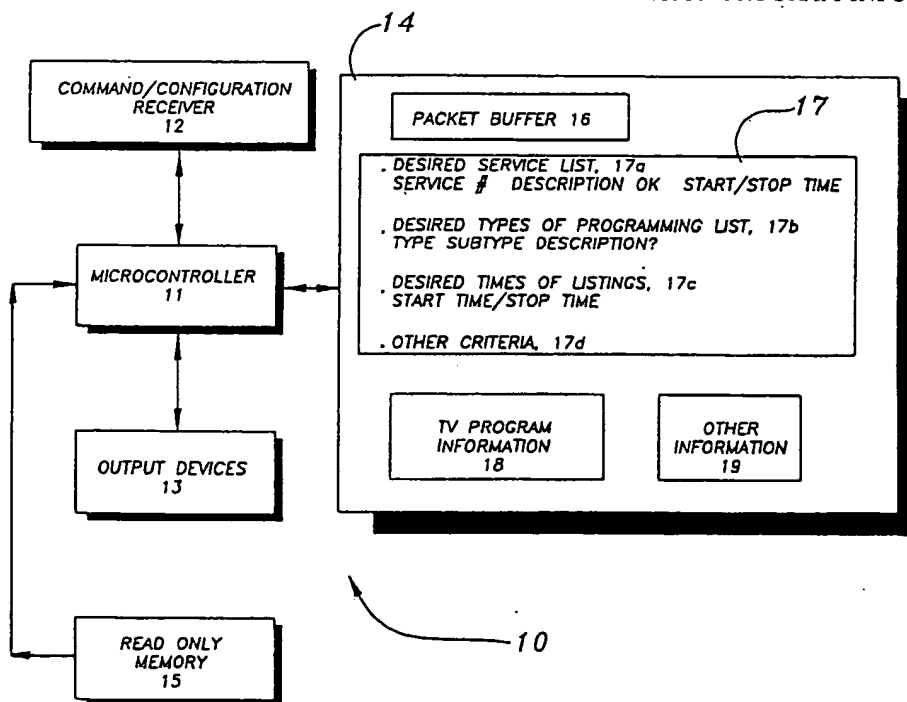 14
COMMAND/CONFIGURATION
RECEIVER
12
PACKET BUFFER 16
17
. DESIRED SERVICE LIST, 17a
SERVICE # DESCRIPTION OK START/STOP TIME
. DESIRED TYPES OF PROGRAMMING LIST, 17b
TYPE SUBTYPE DESCRIPTION?
. DESIRED TIMES OF LISTINGS, 17c
START TIME/STOP TIME
. OTHER CRITERIA, 17d
MICROCONTROLLER
11
OUTPUT DEVICES
13
TV PROGRAM
INFORMATION
18
OTHER
INFORMATION
19
READ ONLY
MEMORY
15
10